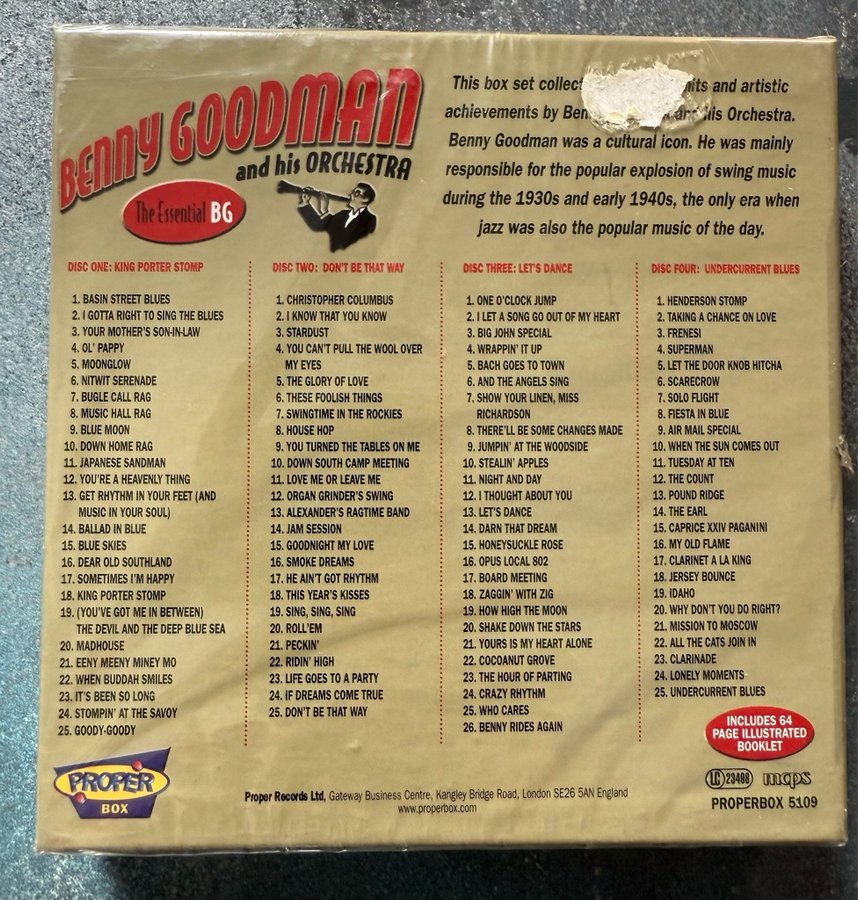 BENNY GOODMAN
and his ORCHESTRA
The Essential BG
This box set collec its and artistic
achievements by Ben and his Orchestra.
Benny Goodman was a cultural icon. He was mainly
responsible for the popular explosion of swing music
during the 1930s and early 1940s, the only era when
jazz was also the popular music of the day.
DISC ONE: KING PORTER STOMP
1. BASIN STREET BLUES
2. I GOTTA RIGHT TO SING THE BLUES
3. YOUR MOTHER'S SON-IN-LAW
4. OL' PAPPY
5. MOONGLOW
6. NITWIT SERENADE
7. BUGLE CALL RAG
8. MUSIC HALL RAG
9. BLUE MOON
10. DOWN HOME RAG
11. JAPANESE SANDMAN
12. YOU'RE A HEAVENLY THING
13. GET RHYTHM IN YOUR FEET (AND
MUSIC IN YOUR SOUL)
14. BALLAD IN BLUE
15. BLUE SKIES
16. DEAR OLD SOUTHLAND
17. SOMETIMES I'M HAPPY
18. KING PORTER STOMP
19. (YOU'VE GOT ME IN BETWEEN)
THE DEVIL AND THE DEEP BLUE SEA
20. MADHOUSE
21. EENY MEENY MINEY MO
22. WHEN BUDDAH SMILES
23. IT'S BEEN SO LONG
24. STOMPIN' AT THE SAVOY
25. GOODY-GOODY
DISC TWO: DON'T BE THAT WAY
1. CHRISTOPHER COLUMBUS
2. I KNOW THAT YOU KNOW
3. STARDUST
4. YOU CAN'T PULL THE WOOL OVER
MY EYES
5. THE GLORY OF LOVE
6. THESE FOOLISH THINGS
7. SWINGTIME IN THE ROCKIES
8. HOUSE HOP
9. YOU TURNED THE TABLES ON ME
10. DOWN SOUTH CAMP MEETING
11. LOVE ME OR LEAVE ME
12. ORGAN GRINDER'S SWING
13. ALEXANDER'S RAGTIME BAND
14. JAM SESSION
15. GOODNIGHT MY LOVE
16. SMOKE DREAMS
17. HE AIN'T GOT RHYTHM
18. THIS YEAR'S KISSES
19. SING, SING, SING
20. ROLL'EM
21. PECKIN'
22. RIDIN' HIGH
23. LIFE GOES TO A PARTY
24. IF DREAMS COME TRUE
25. DON'T BE THAT WAY
DISC THREE: LET'S DANCE
1. ONE O'CLOCK JUMP
2. I LET A SONG GO OUT OF MY HEART
3. BIG JOHN SPECIAL
4. WRAPPIN' IT UP
5. BACH GOES TO TOWN
6. AND THE ANGELS SING
7. SHOW YOUR LINEN, MISS
RICHARDSON
8. THERE'LL BE SOME CHANGES MADE
9. JUMPIN' AT THE WOODSIDE
10. STEALIN' APPLES
11. NIGHT AND DAY
12. I THOUGHT ABOUT YOU
13. LET'S DANCE
14. DARN THAT DREAM
15. HONEYSUCKLE ROSE
16. OPUS LOCAL 802
17. BOARD MEETING
18. ZAGGIN' WITH ZIG
19. HOW HIGH THE MOON
20. SHAKE DOWN THE STARS
21. YOURS IS MY HEART ALONE
22. COCOANUT GROVE
23. THE HOUR OF PARTING
24. CRAZY RHYTHM
25. WHO CARES
26. BENNY RIDES AGAIN
DISC FOUR: UNDERCURRENT BLUES
1. HENDERSON STOMP
2. TAKING A CHANCE ON LOVE
3. FRENESI
4. SUPERMAN
5. LET THE DOOR KNOB HITCHA
6. SCARECROW
7. SOLO FLIGHT
8. FIESTA IN BLUE
9. AIR MAIL SPECIAL
10. WHEN THE SUN COMES OUT
11. TUESDAY AT TEN
12. THE COUNT
13. POUND RIDGE
14. THE EARL
15. CAPRICE XXIV PAGANINI
16. MY OLD FLAME
17. CLARINET A LA KING
18. JERSEY BOUNCE
19. IDAHO
20. WHY DON'T YOU DO RIGHT?
21. MISSION TO MOSCOW
22. ALL THE CATS JOIN IN
23. CLARINADE
24. LONELY MOMENTS
25. UNDERCURRENT BLUES
INCLUDES 64
PAGE ILLUSTRATED
BOOKLET
PROPER
BOX
Proper Records Ltd, Gateway Business Centre, Kangley Bridge Road, London SE26 5AN England
www.properbox.com
LC 23498 mcps
PROPERBOX 5109